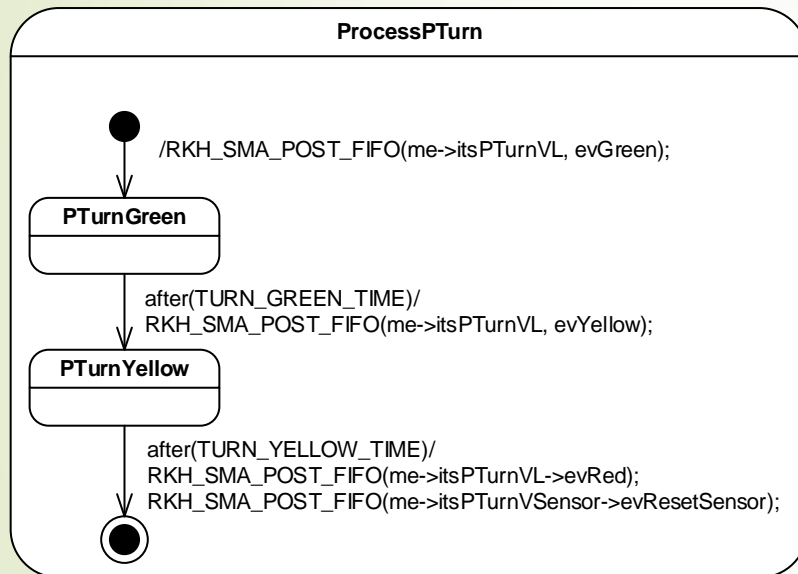 ProcessPTurn
/RKH_SMA_POST_FIFO(me->itsPTurnVL, evGreen);
PTurnGreen
after(TURN_GREEN_TIME)/
RKH_SMA_POST_FIFO(me->itsPTurnVL, evYellow);
PTurnYellow
after(TURN_YELLOW_TIME)/
RKH_SMA_POST_FIFO(me->itsPTurnVL->evRed);
RKH_SMA_POST_FIFO(me->itsPTurnVSensor->evResetSensor);